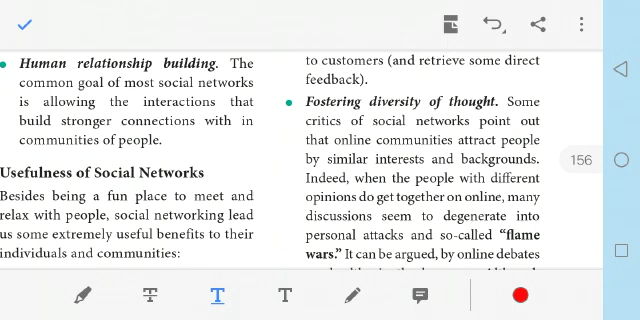 Human relationship building. The
common goal of most social networks
is allowing the interactions that
build stronger connections with in
communities of people.
Usefulness of Social Networks
Besides being a fun place to meet and
relax with people, social networking lead
us some extremely useful benefits to their
individuals and communities:
to customers (and retrieve some direct
feedback).
Fostering diversity of thought. Some
critics of social networks point out
that online communities attract people
by similar interests and backgrounds.
Indeed, when the people with different
opinions do get together on online, many
discussions seem to degenerate into
personal attacks and so-called “flame
wars.” It can be argued, by online debates
156
T
T
T